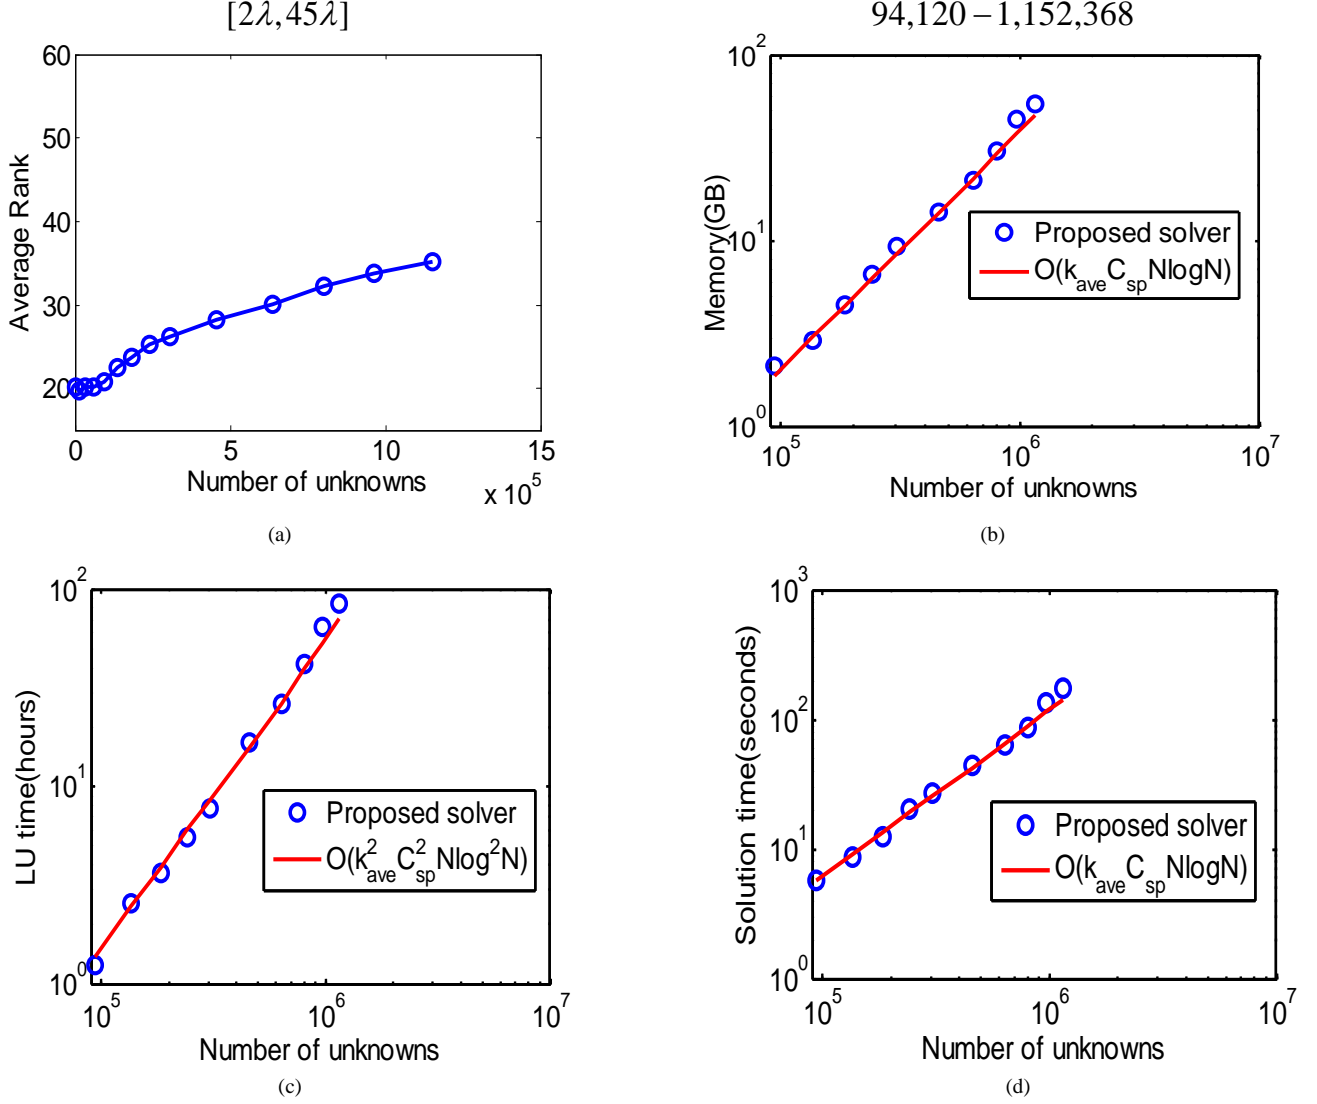 [2λ,45λ]
94,120−1,152,368
60
50
40
30
20
Average Rank
0 5 10 15
Number of unknowns
x 10^5
(a)
10^2
10^1
10^0
Memory(GB)
Proposed solver
O(k_ave C_sp NlogN)
10^5 10^6 10^7
Number of unknowns
(b)
10^2
10^1
10^0
LU time(hours)
Proposed solver
O(k^2_ave C^2_sp Nlog^2N)
10^5 10^6 10^7
Number of unknowns
(c)
10^3
10^2
10^1
10^0
Solution time(seconds)
Proposed solver
O(k_ave C_sp NlogN)
10^5 10^6 10^7
Number of unknowns
(d)